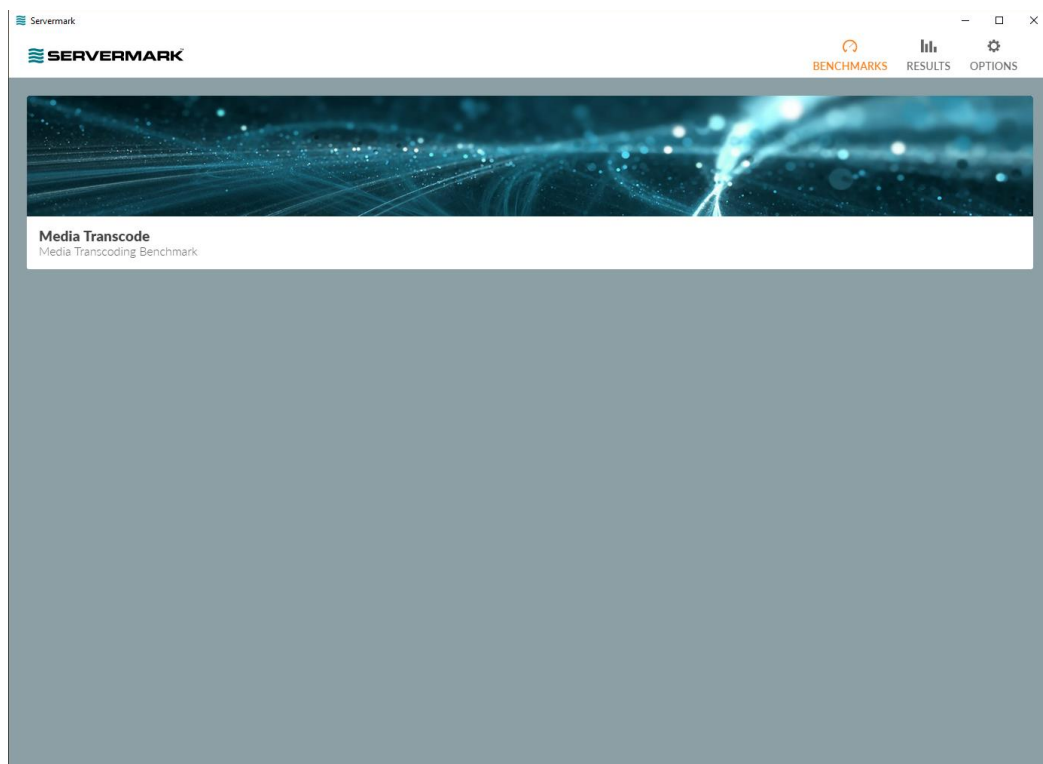 Servermark
SERVERMARK
BENCHMARKS RESULTS OPTIONS
Media Transcode
Media Transcoding Benchmark